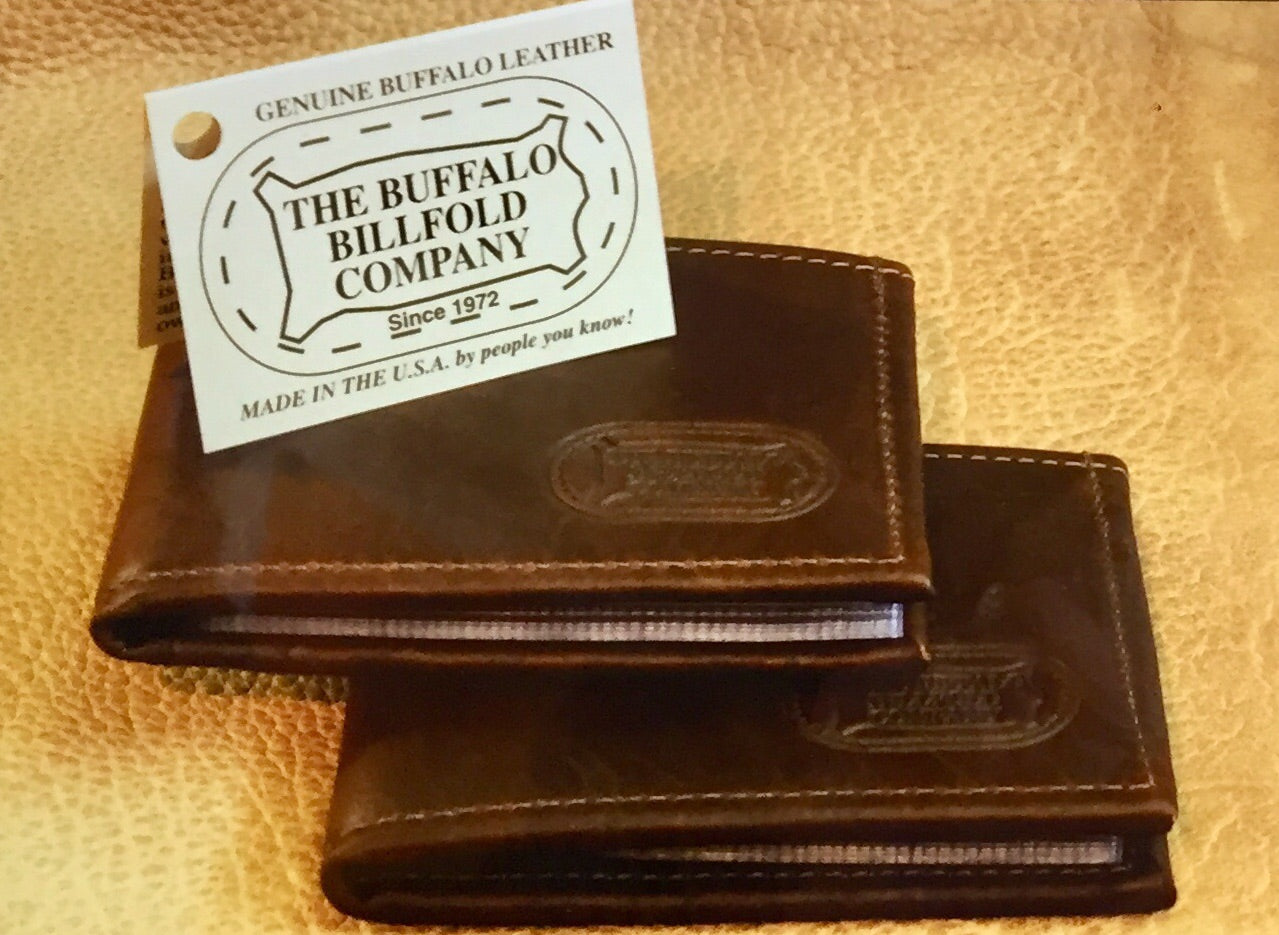 GENUINE BUFFALO LEATHER
THE BUFFALO
BILLFOLD
COMPANY
Since 1972
MADE IN THE U.S.A. by people you know!